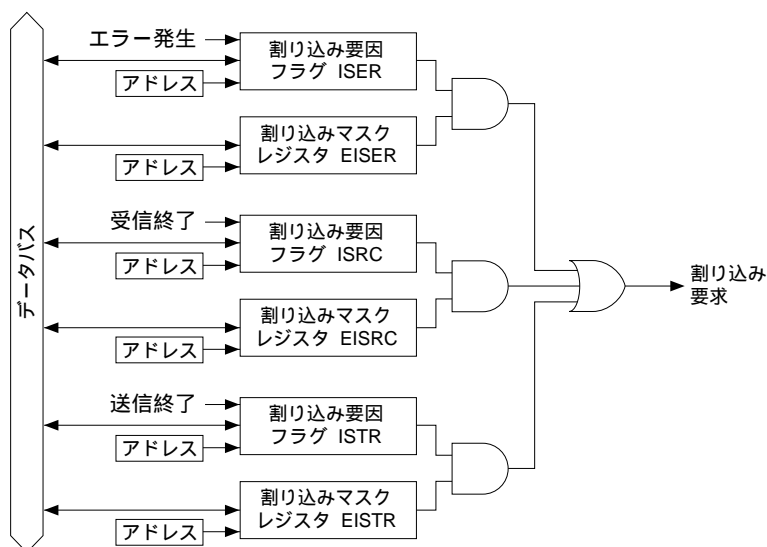 データバス
エラー発生
アドレス
割り込み要因
フラグ ISER
アドレス
割り込みマスク
レジスタ EISER
受信終了
アドレス
割り込み要因
フラグ ISRC
アドレス
割り込みマスク
レジスタ EISRC
送信終了
アドレス
割り込み要因
フラグ ISTR
アドレス
割り込みマスク
レジスタ EISTR
割り込み
要求